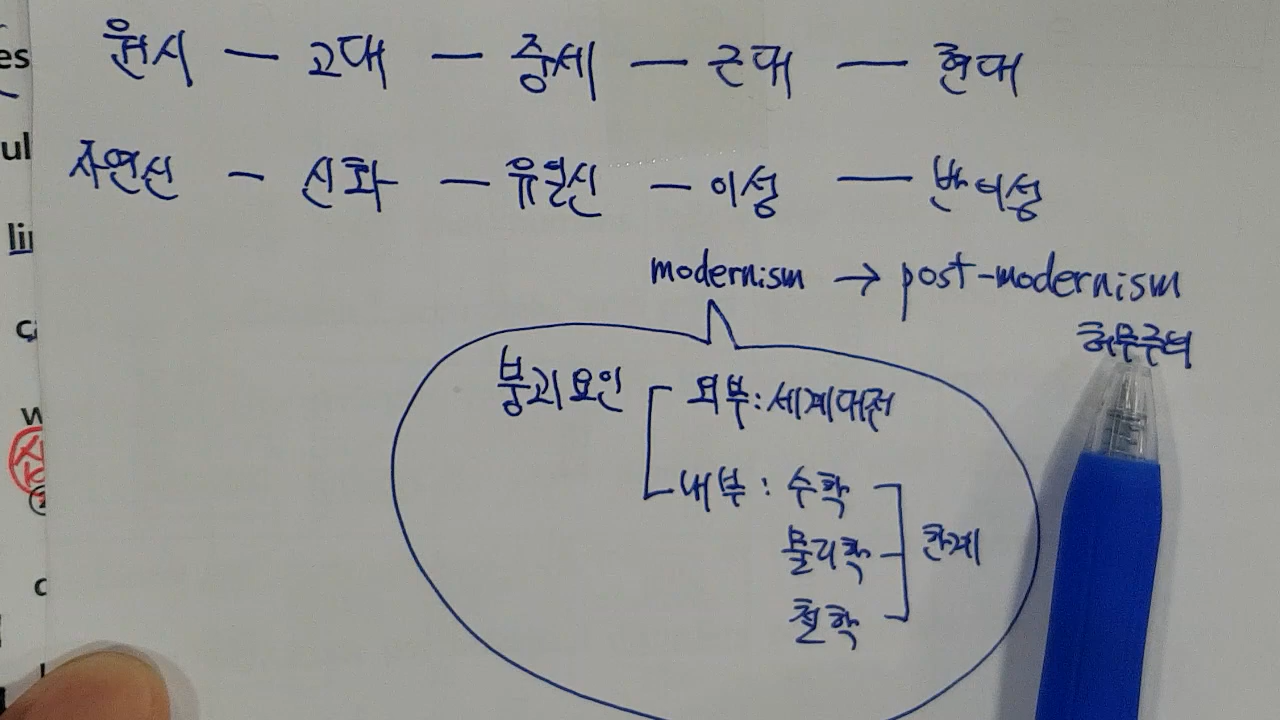 원시 — 고대 — 중세 — 근대 — 현대
자연신 — 신화 — 유일신 — 이성 — 반이성
modernism → post-modernism
허무주의
붕괴요인 외부: 세계대전
내부: 수학
물리학 한계
철학
es
ul